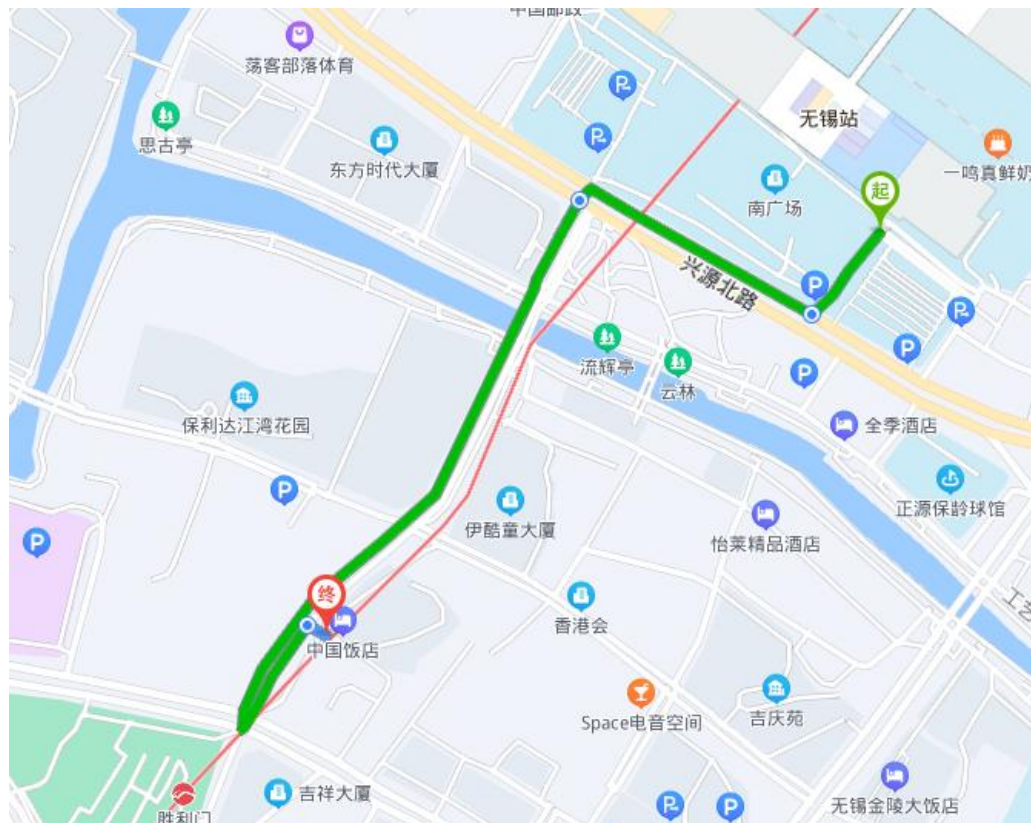 中国邮政
荡客部落体育
P
P
无锡站
思古亭
东方时代大厦
一鸣真鲜奶
起
南广场
兴源北路
P
P
P
流辉亭
云林
P
保利达江湾花园
全季酒店
正源保龄球馆
P
伊酷童大厦
P
怡莱精品酒店
终
香港会
工艺
中国饭店
Space电音空间
吉庆苑
吉祥大厦
胜利门
P
P
无锡金陵大饭店